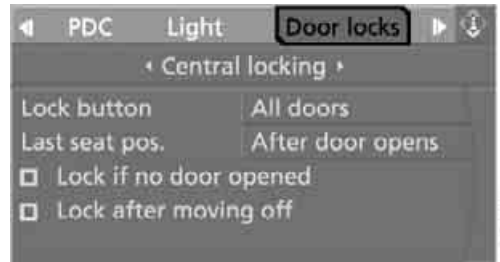 PDC Light Door locks
Central locking
Lock button All doors
Last seat pos. After door opens
Lock if no door opened
Lock after moving off